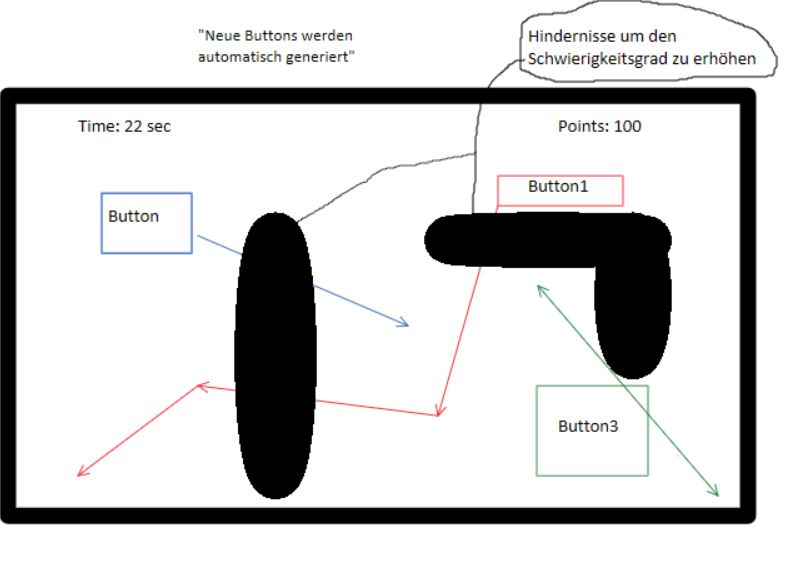 "Neue Buttons werden
automatisch generiert"
Hindernisse um den
Schwierigkeitsgrad zu erhöhen
Time: 22 sec
Points: 100
Button
Button1
Button3